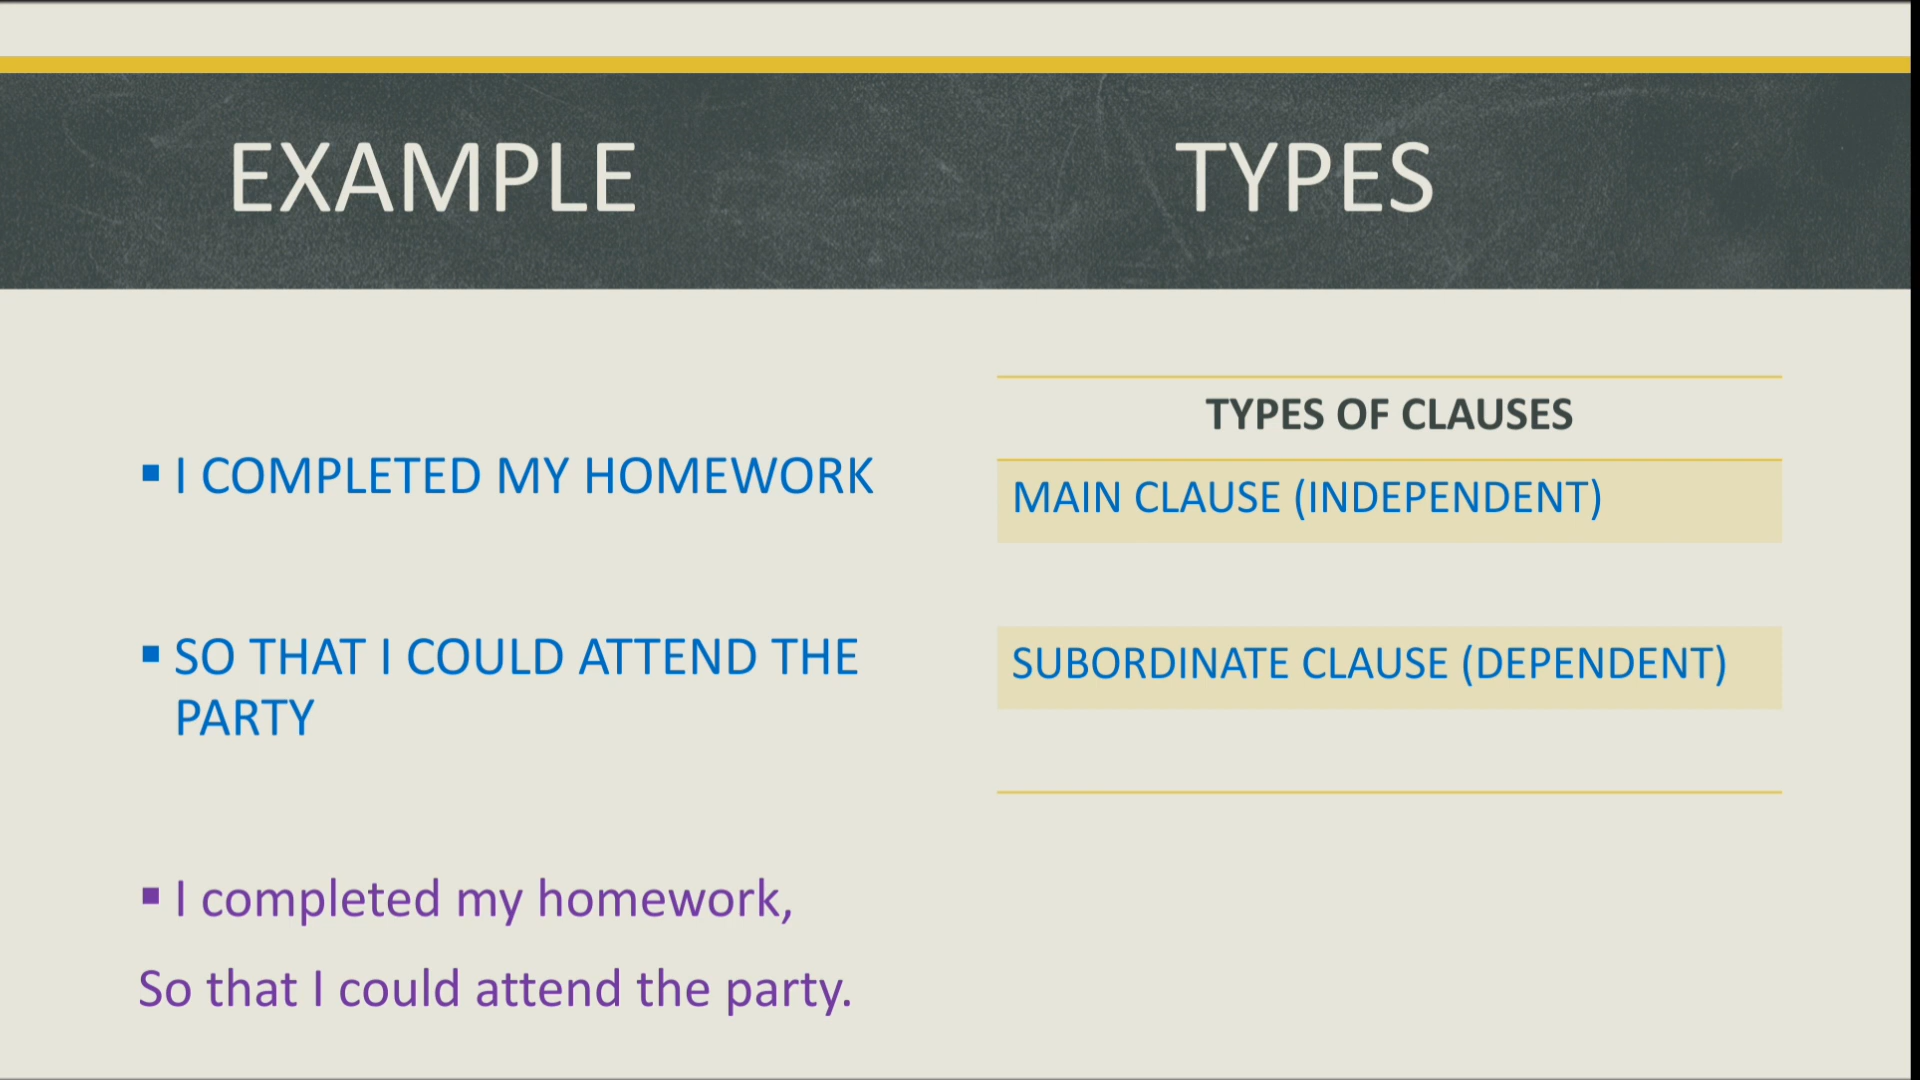 EXAMPLE
TYPES
▪ I COMPLETED MY HOMEWORK
▪ SO THAT I COULD ATTEND THE
PARTY
▪ I completed my homework,
So that I could attend the party.
TYPES OF CLAUSES
MAIN CLAUSE (INDEPENDENT)
SUBORDINATE CLAUSE (DEPENDENT)